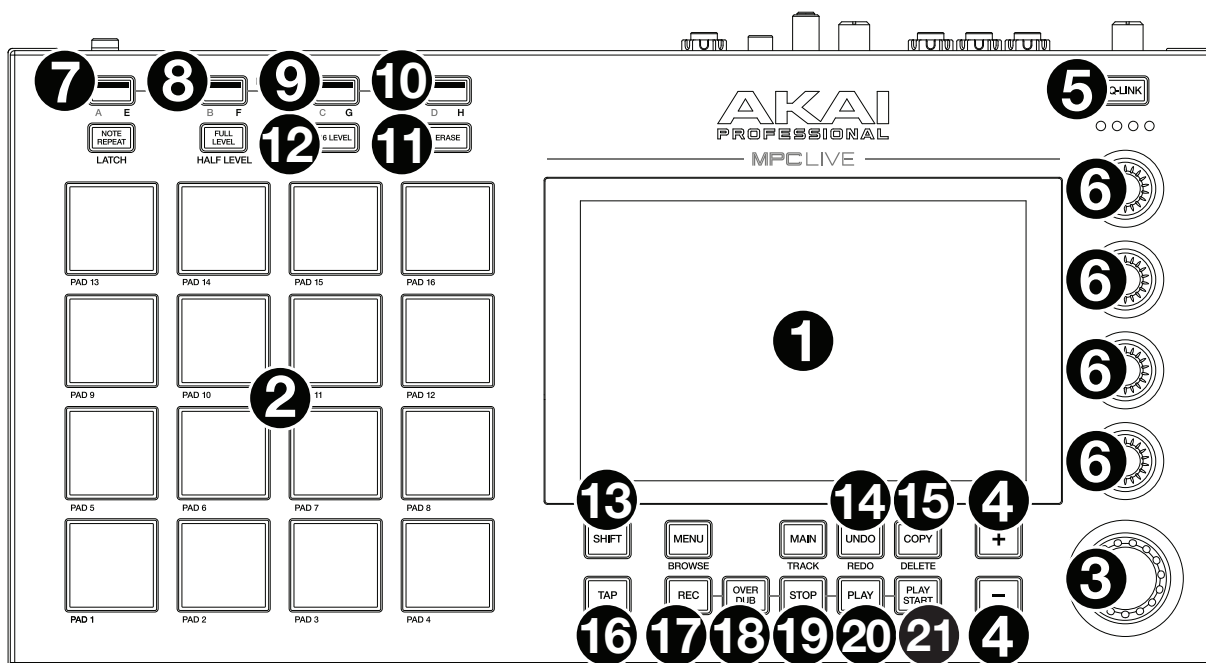 7 8 9 10 5 Q-LINK
A E B F C G D H
NOTE REPEAT FULL LEVEL 12 6 LEVEL 11 ERASE
LATCH HALF LEVEL
AKAI
PROFESSIONAL
MPC LIVE
6
PAD 13 PAD 14 PAD 15 PAD 16
6
1
6
PAD 9 PAD 10 2 11 PAD 12
6
PAD 5 PAD 6 PAD 7 PAD 8
13 14 15 4
SHIFT MENU MAIN UNDO COPY +
BROWSE TRACK REDO DELETE
3
TAP REC OVER DUB STOP PLAY PLAY START −
PAD 1 PAD 2 PAD 3 PAD 4
16 17 18 19 20 21 4